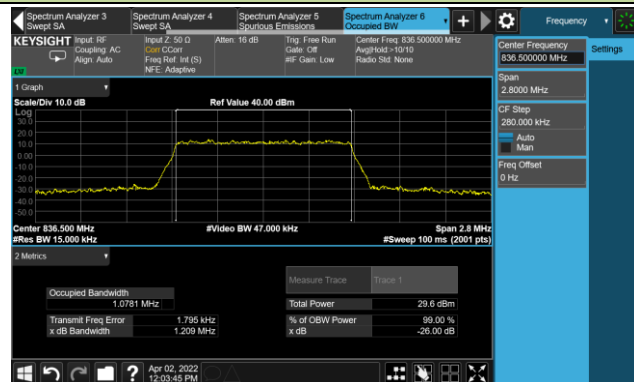 Spectrum Analyzer 3
Swept SA
Spectrum Analyzer 4
Swept SA
Spectrum Analyzer 5
Spurious Emissions
Spectrum Analyzer 6
Occupied BW
Frequency
KEYSIGHT
Input: RF
Coupling: AC
Align: Auto
Input Z: 50 Ω
Corr CCorr
Freq Ref: Int (S)
NFE: Adaptive
Atten: 16 dB
Trig: Free Run
Gate: Off
#IF Gain: Low
Center Freq: 836.500000 MHz
Avg|Hold:>10/10
Radio Std: None
Center Frequency
836.500000 MHz
Settings
Span
2.8000 MHz
CF Step
280.000 kHz
Auto
Man
Freq Offset
0 Hz
1 Graph
Scale/Div 10.0 dB
Ref Value 40.00 dBm
Log
30.0
20.0
10.0
0.00
-10.0
-20.0
-30.0
-40.0
-50.0
Center 836.500 MHz
#Video BW 47.000 kHz
Span 2.8 MHz
#Res BW 15.000 kHz
#Sweep 100 ms (2001 pts)
2 Metrics
Measure Trace
Trace 1
Occupied Bandwidth
1.0781 MHz
Total Power
29.6 dBm
Transmit Freq Error
1.795 kHz
% of OBW Power
99.00 %
x dB Bandwidth
1.209 MHz
x dB
-26.00 dB
Apr 02, 2022
12:03:45 PM